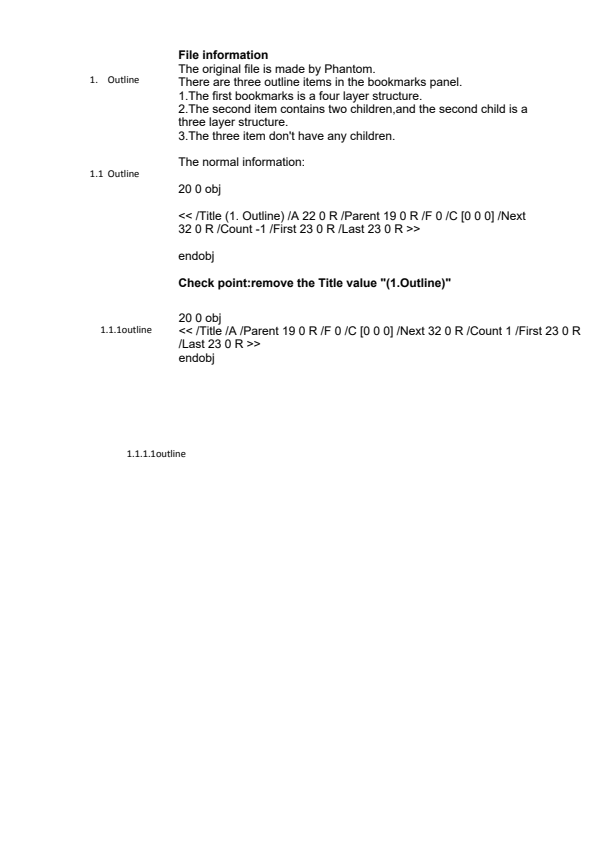 File information
The original file is made by Phantom.
1. Outline
There are three outline items in the bookmarks panel.
1.The first bookmarks is a four layer structure.
2.The second item contains two children,and the second child is a
three layer structure.
3.The three item don't have any children.
The normal information:
1.1 Outline
20 0 obj
<< /Title (1. Outline) /A 22 0 R /Parent 19 0 R /F 0 /C [0 0 0] /Next
32 0 R /Count -1 /First 23 0 R /Last 23 0 R >>
endobj
Check point:remove the Title value "(1.Outline)"
20 0 obj
1.1.1outline
<< /Title /A /Parent 19 0 R /F 0 /C [0 0 0] /Next 32 0 R /Count 1 /First 23 0 R
/Last 23 0 R >>
endobj
1.1.1.1outline